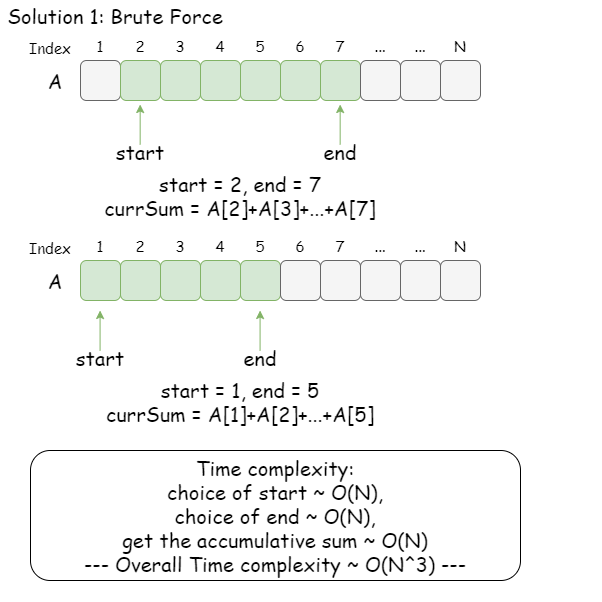 Solution 1: Brute Force
Index 1 2 3 4 5 6 7 ... ... N
A
start end
start = 2, end = 7
currSum = A[2]+A[3]+...+A[7]
Index 1 2 3 4 5 6 7 ... ... N
A
start end
start = 1, end = 5
currSum = A[1]+A[2]+...+A[5]
Time complexity:
choice of start ~ O(N),
choice of end ~ O(N),
get the accumulative sum ~ O(N)
--- Overall Time complexity ~ O(N^3) ---